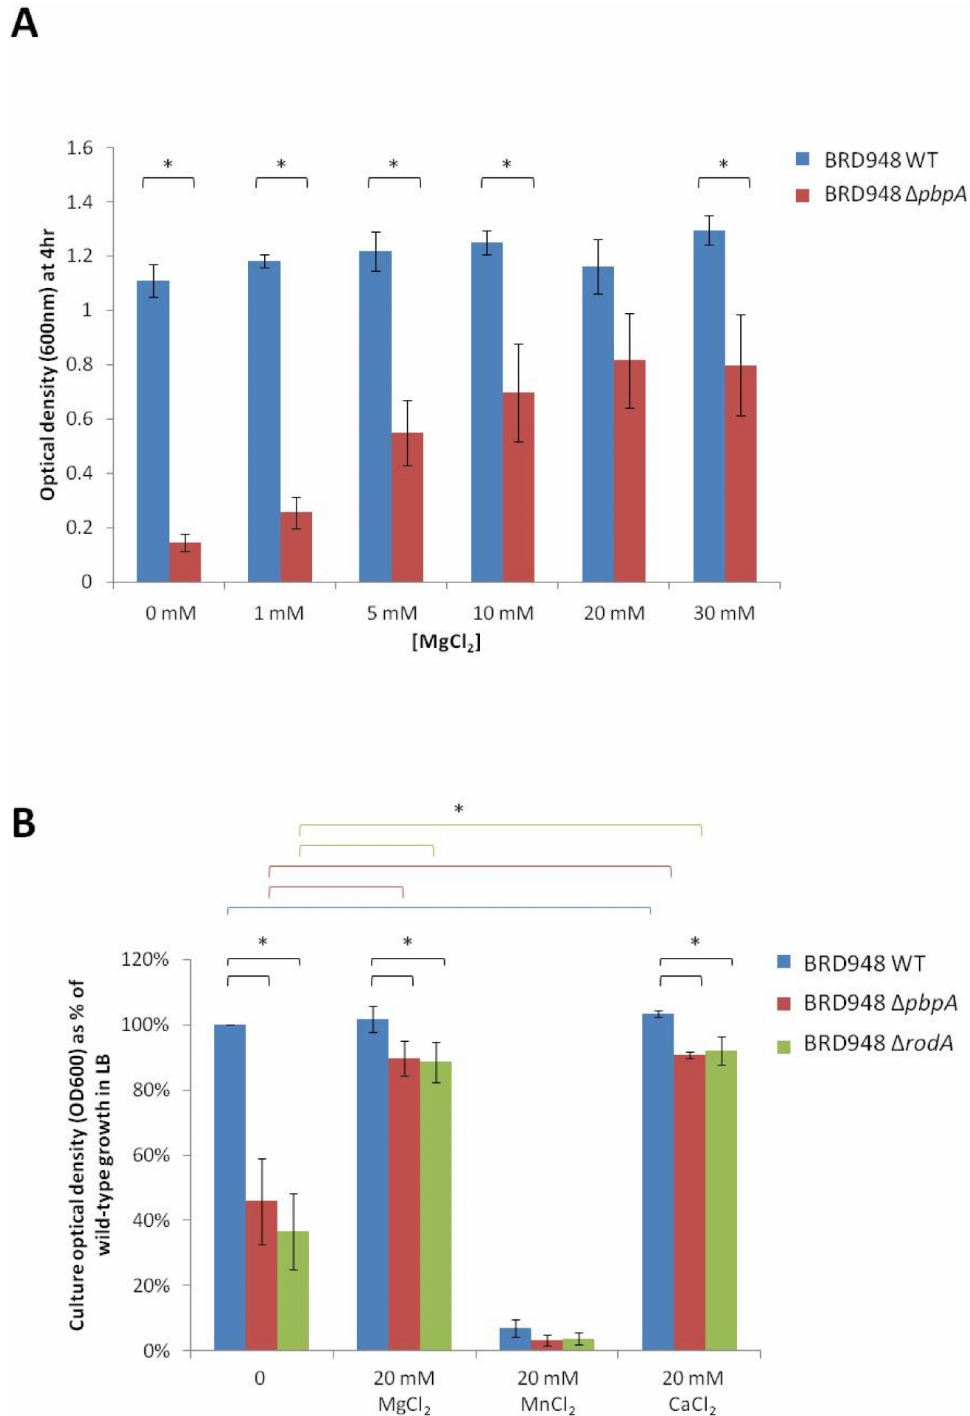 A
1.6
1.4
1.2
1
0.8
0.6
0.4
0.2
0
Optical density (600nm) at 4hr
* * * * *
BRD948 WT
BRD948 ΔpbpA
0 mM 1 mM 5 mM 10 mM 20 mM 30 mM
[MgCl₂]
B
*
* * *
120%
100%
80%
60%
40%
20%
0%
Culture optical density (OD600) as % of
wild-type growth in LB
BRD948 WT
BRD948 ΔpbpA
BRD948 ΔrodA
0 20 mM 20 mM 20 mM
MgCl₂ MnCl₂ CaCl₂